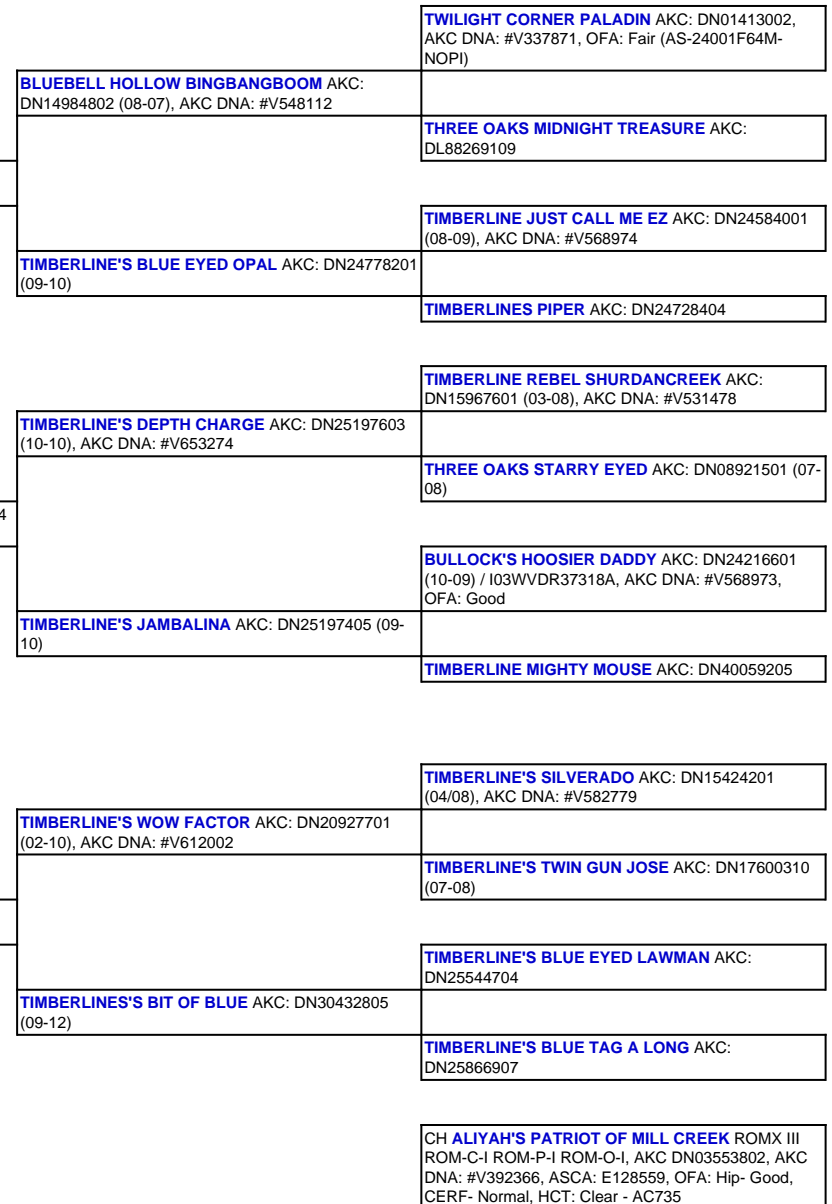 TWILIGHT CORNER PALADIN AKC: DN01413002,
AKC DNA: #V337871, OFA: Fair (AS-24001F64M-
NOPI)
BLUEBELL HOLLOW BINGBANGBOOM AKC:
DN14984802 (08-07), AKC DNA: #V548112
THREE OAKS MIDNIGHT TREASURE AKC:
DL88269109
TIMBERLINE JUST CALL ME EZ AKC: DN24584001
(08-09), AKC DNA: #V568974
TIMBERLINE'S BLUE EYED OPAL AKC: DN24778201
(09-10)
TIMBERLINES PIPER AKC: DN24728404
TIMBERLINE REBEL SHURDANCREEK AKC:
DN15967601 (03-08), AKC DNA: #V531478
TIMBERLINE'S DEPTH CHARGE AKC: DN25197603
(10-10), AKC DNA: #V653274
THREE OAKS STARRY EYED AKC: DN08921501 (07-
08)
4
BULLOCK'S HOOSIER DADDY AKC: DN24216601
(10-09) / I03WVDR37318A, AKC DNA: #V568973,
OFA: Good
TIMBERLINE'S JAMBALINA AKC: DN25197405 (09-
10)
TIMBERLINE MIGHTY MOUSE AKC: DN40059205
TIMBERLINE'S SILVERADO AKC: DN15424201
(04/08), AKC DNA: #V582779
TIMBERLINE'S WOW FACTOR AKC: DN20927701
(02-10), AKC DNA: #V612002
TIMBERLINE'S TWIN GUN JOSE AKC: DN17600310
(07-08)
TIMBERLINE'S BLUE EYED LAWMAN AKC:
DN25544704
TIMBERLINES'S BIT OF BLUE AKC: DN30432805
(09-12)
TIMBERLINE'S BLUE TAG A LONG AKC:
DN25866907
CH ALIYAH'S PATRIOT OF MILL CREEK ROMX III
ROM-C-I ROM-P-I ROM-O-I, AKC DN03553802, AKC
DNA: #V392366, ASCA: E128559, OFA: Hip- Good,
CERF- Normal, HCT: Clear - AC735